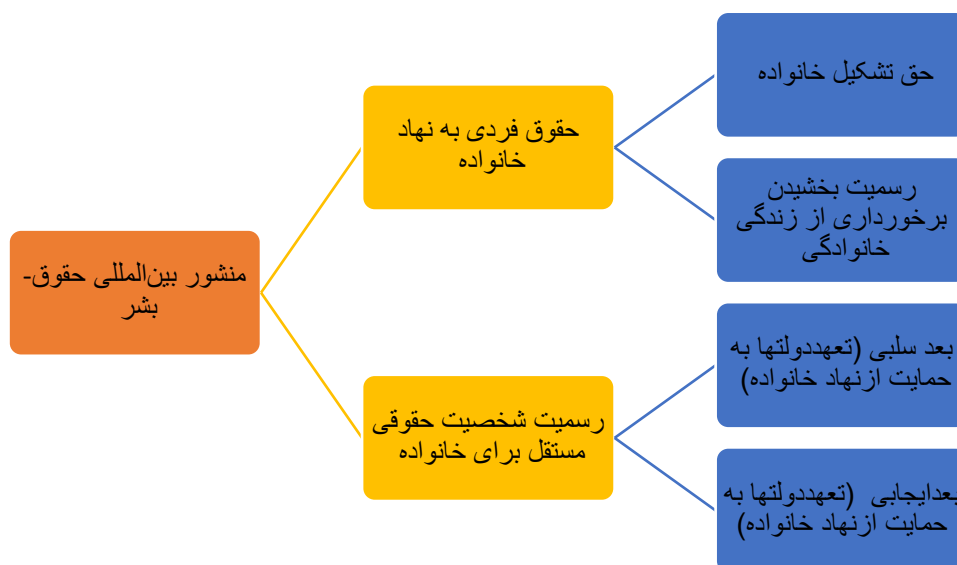 حق تشکیل خانواده
حقوق فردی به نهاد
خانواده
رسمیت بخشیدن
برخورداری از زندگی
خانوادگی
منشور بین‌المللی حقوق-
بشر
بعد سلبی (تعهددولتها به
حمایت ازنهاد خانواده)
رسمیت شخصیت حقوقی
مستقل برای خانواده
بعدایجابی (تعهددولتها به
حمایت ازنهاد خانواده)